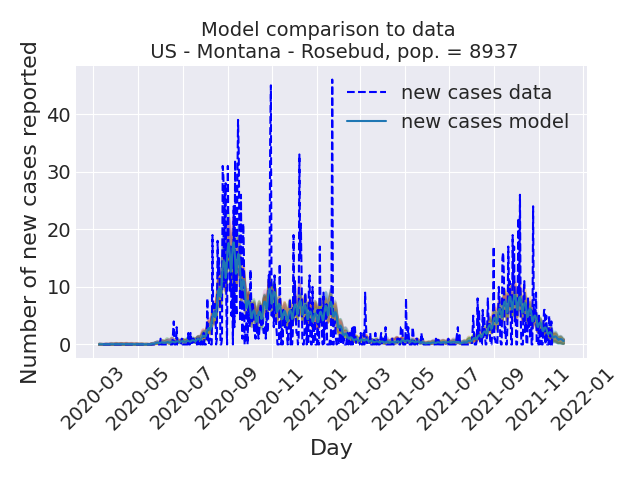 Model comparison to data
US - Montana - Rosebud, pop. = 8937
Number of new cases reported
40
30
20
10
0
new cases data
new cases model
2020-03
2020-05
2020-07
2020-09
2020-11
2021-01
2021-03
2021-05
2021-07
2021-09
2021-11
2022-01
Day